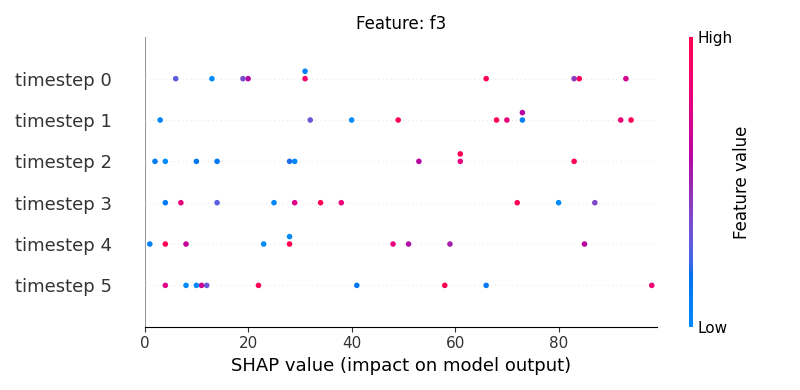 Feature: f3
High
timestep 0
timestep 1
timestep 2
timestep 3
timestep 4
timestep 5
Feature value
Low
0 20 40 60 80
SHAP value (impact on model output)